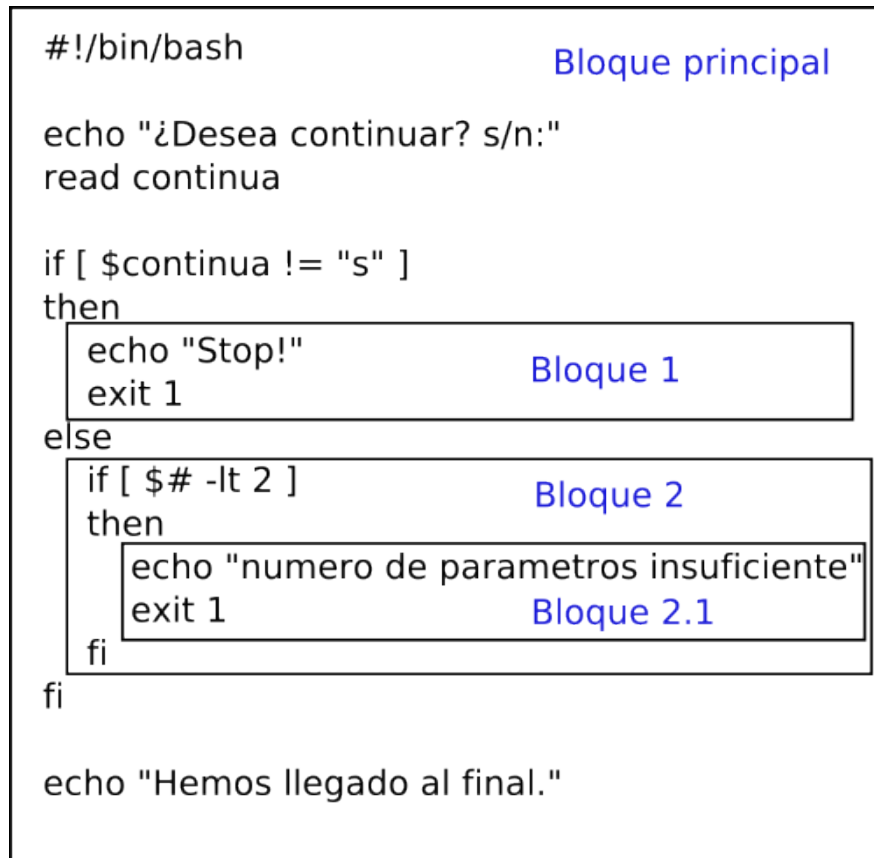 #!/bin/bash
Bloque principal
echo "¿Desea continuar? s/n:"
read continua
if [ $continua != "s" ]
then
echo "Stop!"
Bloque 1
exit 1
else
if [ $# -lt 2 ]
Bloque 2
then
echo "numero de parametros insuficiente"
exit 1
Bloque 2.1
fi
fi
echo "Hemos llegado al final."